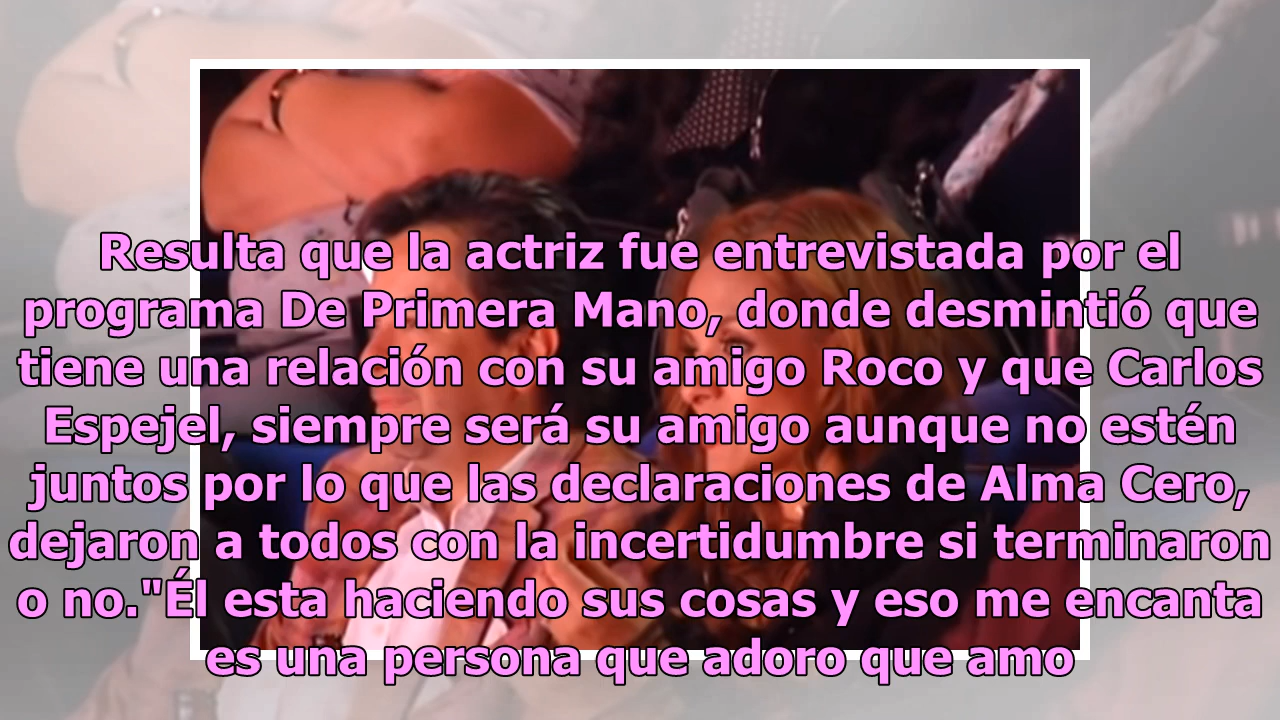 Resulta que la actriz fue entrevistada por el
programa De Primera Mano, donde desmintió que
tiene una relación con su amigo Roco y que Carlos
Espejel, siempre será su amigo aunque no estén
juntos por lo que las declaraciones de Alma Cero,
dejaron a todos con la incertidumbre si terminaron
o no."Él esta haciendo sus cosas y eso me encanta
es una persona que adoro que amo